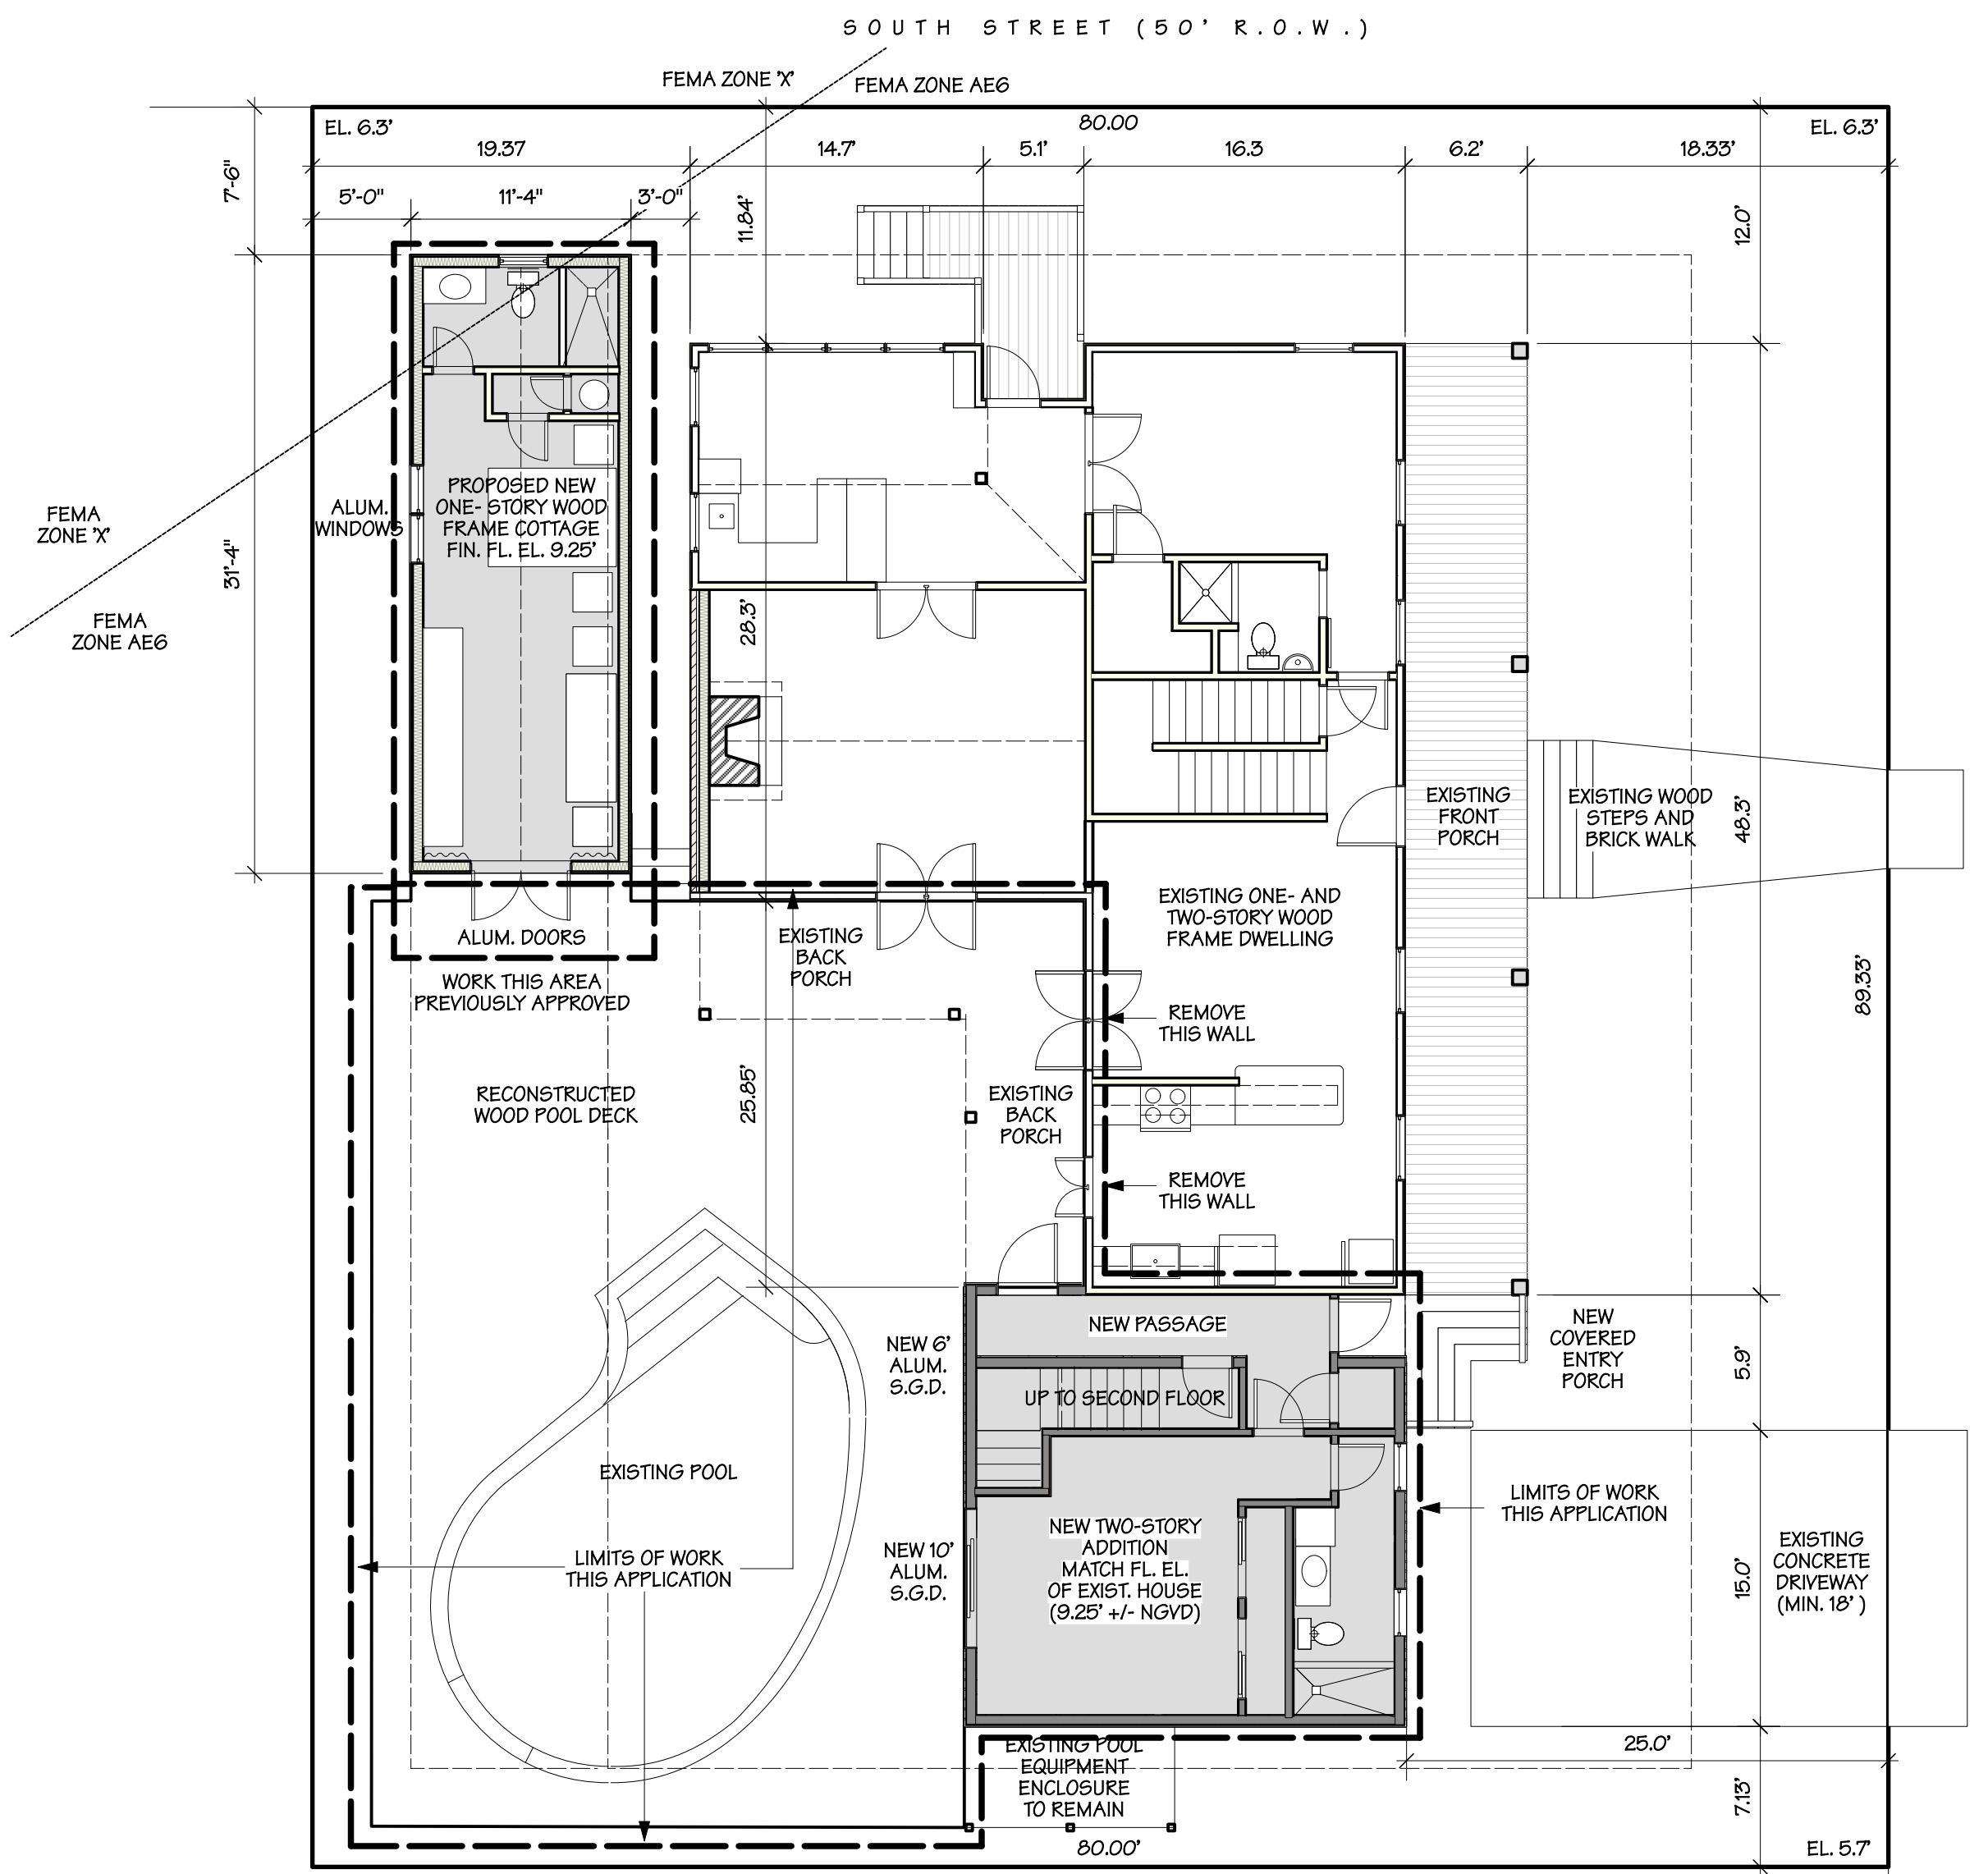 SOUTH STREET (50' R.O.W.)
FEMA ZONE 'X'
FEMA ZONE AE6
EL. 6.3'
80.00
EL. 6.3'
19.37
14.7'
5.1'
16.3
6.2'
18.33'
7'-6"
5'-0"
11'-4"
3'-0"
11.84'
12.0'
FEMA
ZONE 'X'
FEMA
ZONE AE6
31'-4"
ALUM.
WINDOWS
PROPOSED NEW
ONE- STORY WOOD
FRAME COTTAGE
FIN. FL. EL. 9.25'
28.3'
EXISTING
FRONT
PORCH
EXISTING WOOD
STEPS AND
BRICK WALK
48.3'
89.33'
EXISTING ONE- AND
TWO-STORY WOOD
FRAME DWELLING
ALUM. DOORS
WORK THIS AREA
PREVIOUSLY APPROVED
EXISTING
BACK
PORCH
REMOVE
THIS WALL
RECONSTRUCTED
WOOD POOL DECK
25.85'
EXISTING
BACK
PORCH
REMOVE
THIS WALL
NEW PASSAGE
NEW 6'
ALUM.
S.G.D.
NEW
COVERED
ENTRY
PORCH
5.9'
UP TO SECOND FLOOR
EXISTING POOL
LIMITS OF WORK
THIS APPLICATION
NEW 10'
ALUM.
S.G.D.
NEW TWO-STORY
ADDITION
MATCH FL. EL.
OF EXIST. HOUSE
(9.25' +/- NGVD)
LIMITS OF WORK
THIS APPLICATION
15.0'
EXISTING
CONCRETE
DRIVEWAY
(MIN. 18' )
25.0'
EXISTING POOL
EQUIPMENT
ENCLOSURE
TO REMAIN
7.13'
80.00'
EL. 5.7'